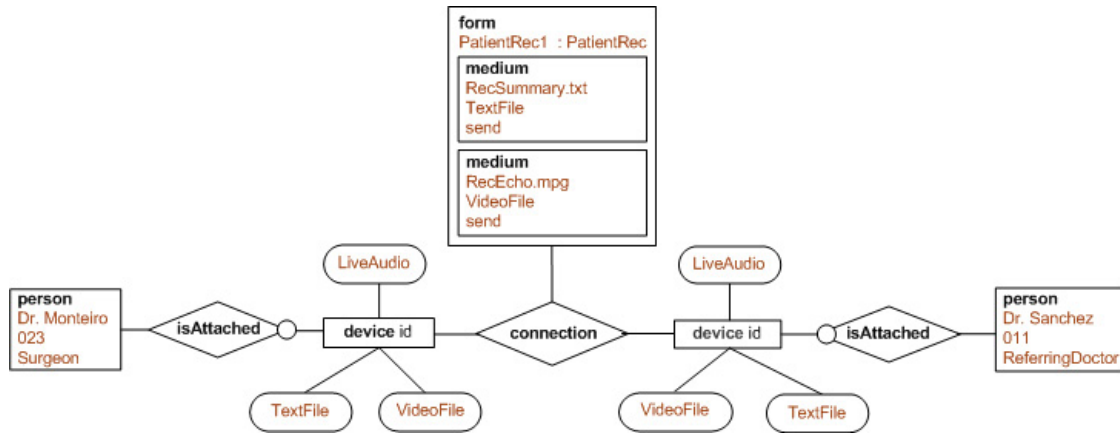 form
PatientRec1 : PatientRec
medium
RecSummary.txt
TextFile
send
medium
RecEcho.mpg
VideoFile
send
LiveAudio
LiveAudio
person
Dr. Monteiro
023
Surgeon
isAttached
device id
connection
device id
isAttached
person
Dr. Sanchez
011
ReferringDoctor
TextFile
VideoFile
VideoFile
TextFile